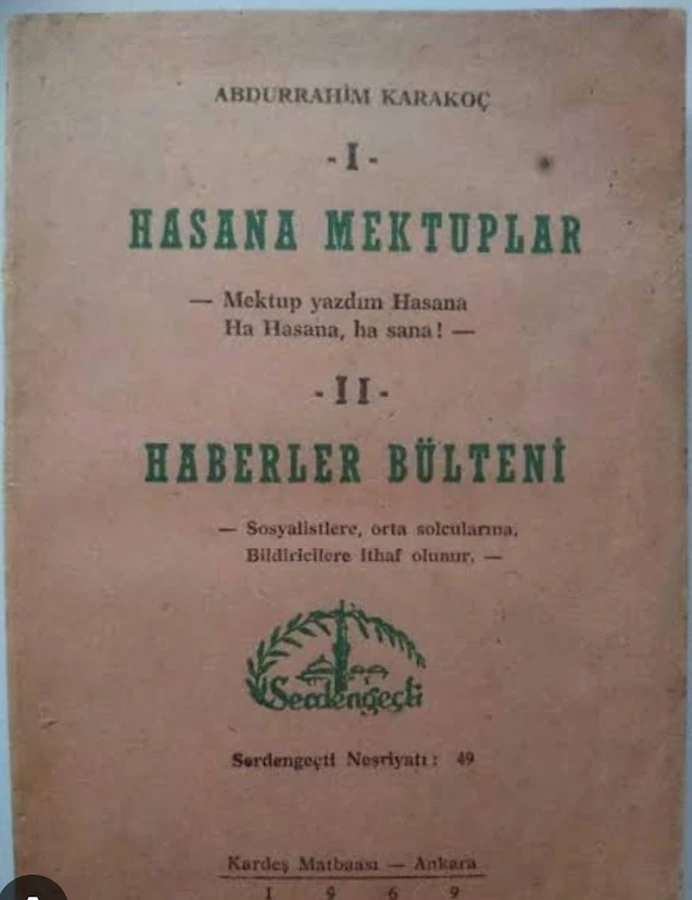 ABDURRAHİM KARAKOÇ
- I -
HASANA MEKTUPLAR
— Mektup yazdım Hasana
Ha Hasana, ha sana! —
- II -
HABERLER BÜLTENİ
— Sosyalistlere, orta solcularına,
Bildiricilere ithaf olunur. —
Serdengeçti
Serdengeçti Neşriyatı: 49
Kardeş Matbaası — Ankara
1 9 6 9